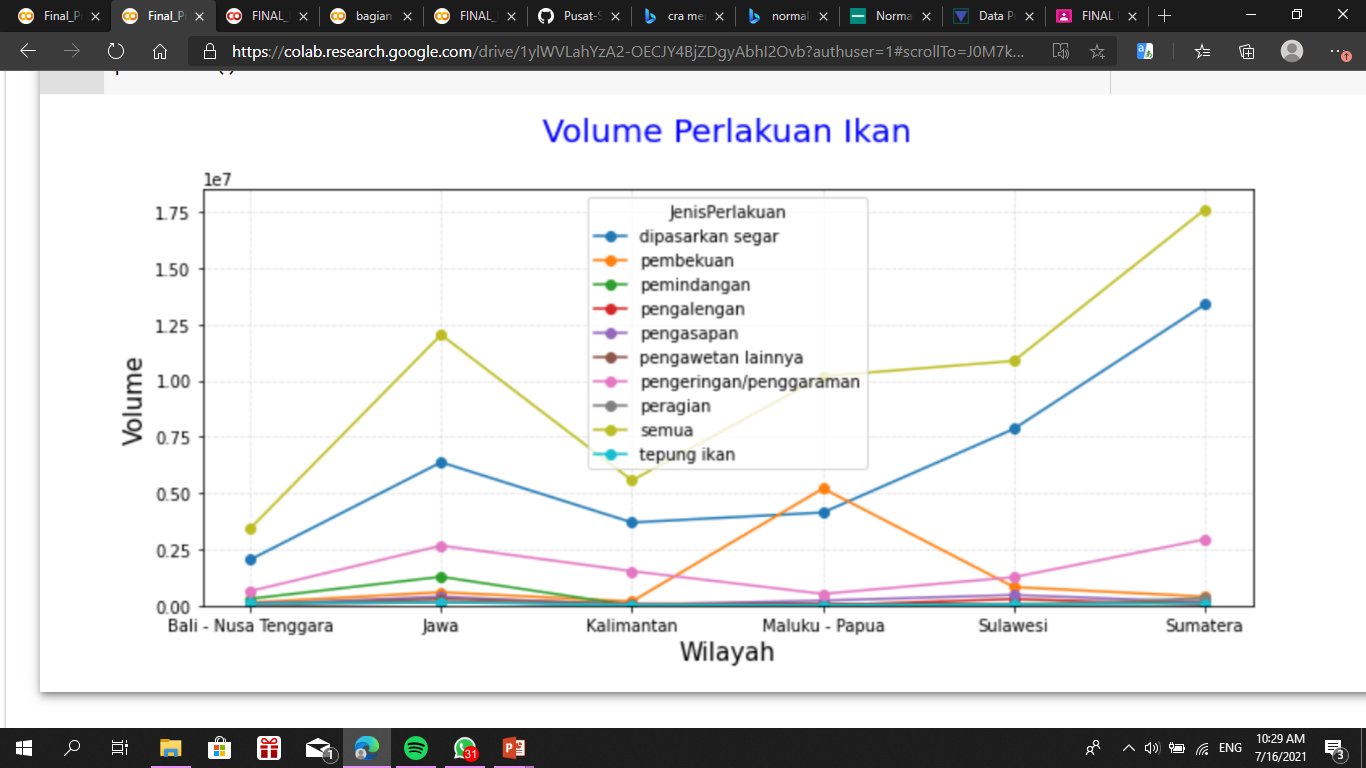 Final_P
Final_P
FINAL_
bagian
FINAL_
Pusat-S
cra me
normal
Norma
Data P
FINAL
https://colab.research.google.com/drive/1ylWVLahYzA2-OECJY4BjZDgyAbhI2Ovb?authuser=1#scrollTo=J0M7k...
Volume Perlakuan Ikan
1e7
1.75
1.50
1.25
1.00
0.75
0.50
0.25
0.00
Volume
JenisPerlakuan
dipasarkan segar
pembekuan
pemindangan
pengalengan
pengasapan
pengawetan lainnya
pengeringan/penggaraman
peragian
semua
tepung ikan
Bali - Nusa Tenggara
Jawa
Kalimantan
Maluku - Papua
Sulawesi
Sumatera
Wilayah
1
31
ENG
10:29 AM
7/16/2021
3